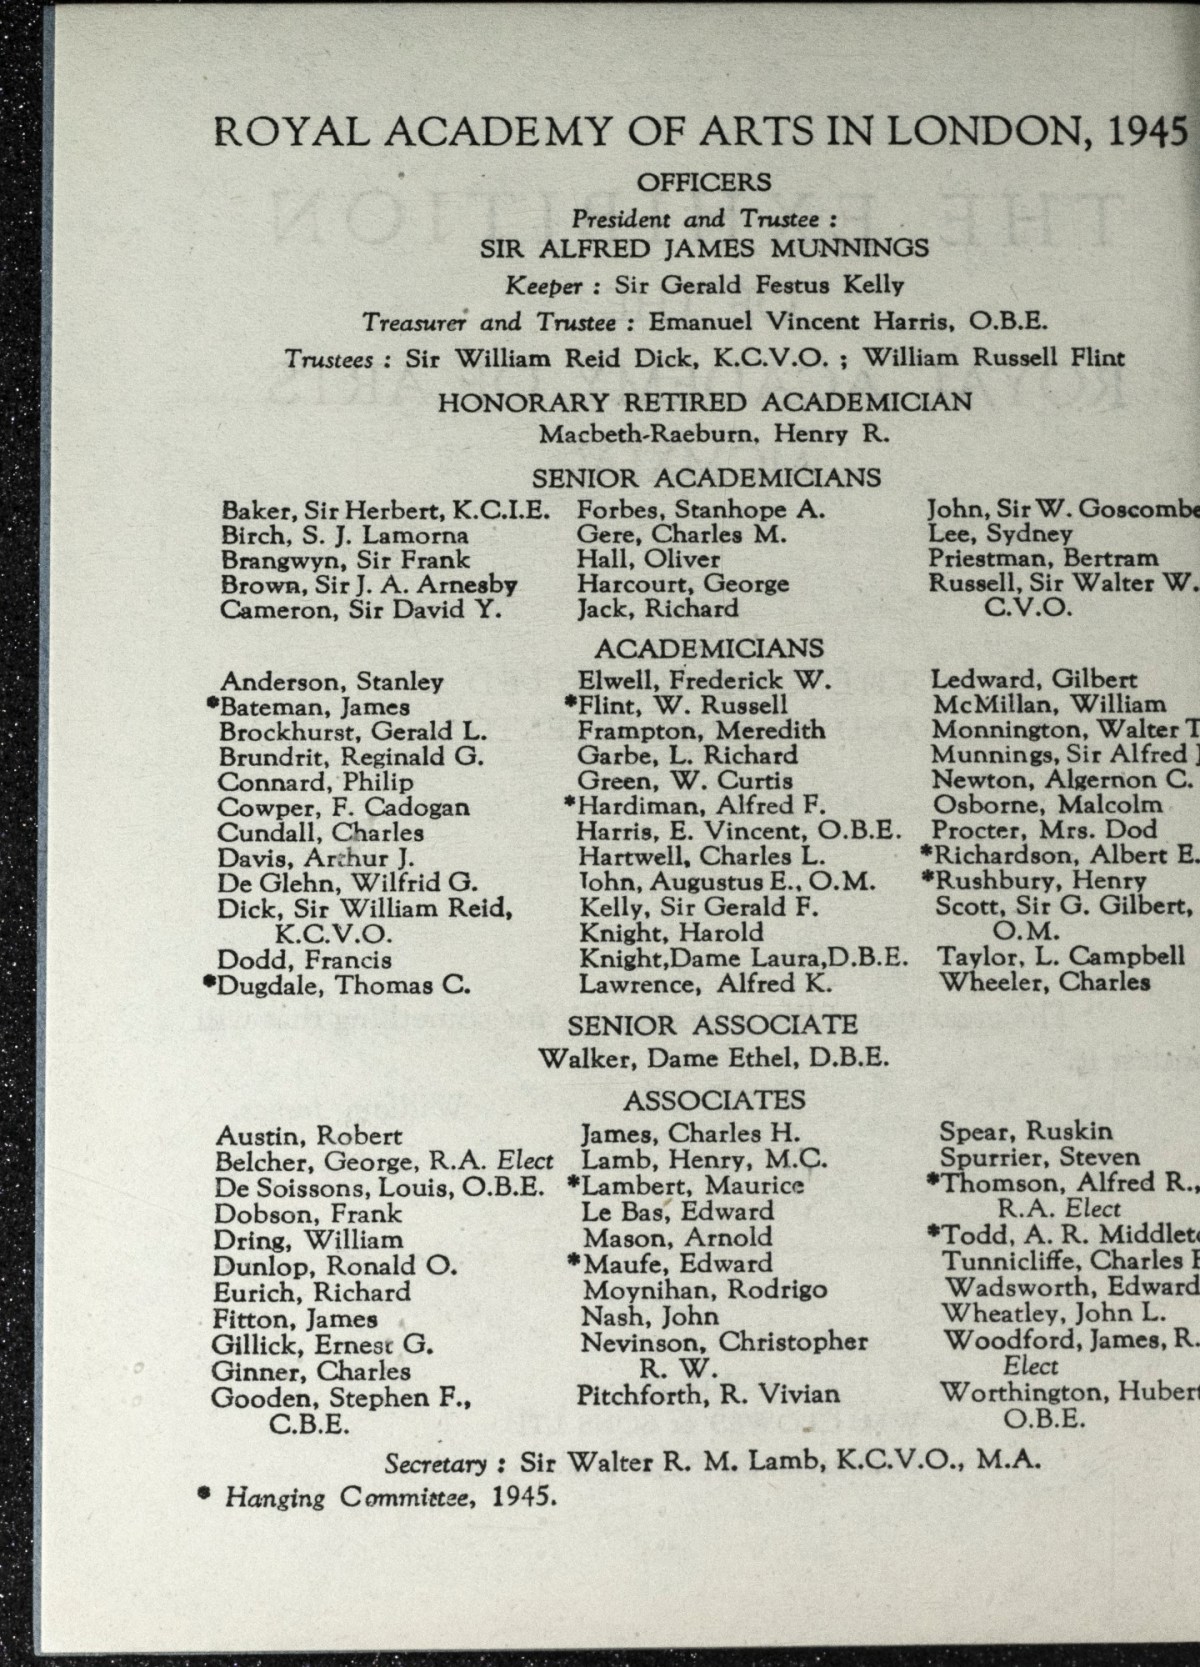 ROYAL ACADEMY OF ARTS IN LONDON, 1945
OFFICERS
President and Trustee :
SIR ALFRED JAMES MUNNINGS
Keeper : Sir Gerald Festus Kelly
Treasurer and Trustee : Emanuel Vincent Harris, O.B.E.
Trustees : Sir William Reid Dick, K.C.V.O. ; William Russell Flint
HONORARY RETIRED ACADEMICIAN
Macbeth-Raeburn, Henry R.
SENIOR ACADEMICIANS
Baker, Sir Herbert, K.C.I.E.
Birch, S. J. Lamorna
Brangwyn, Sir Frank
Brown, Sir J. A. Arnesby
Cameron, Sir David Y.
Forbes, Stanhope A.
Gere, Charles M.
Hall, Oliver
Harcourt, George
Jack, Richard
John, Sir W. Goscombe
Lee, Sydney
Priestman, Bertram
Russell, Sir Walter W.
C.V.O.
ACADEMICIANS
Anderson, Stanley
*Bateman, James
Brockhurst, Gerald L.
Brundrit, Reginald G.
Connard, Philip
Cowper, F. Cadogan
Cundall, Charles
Davis, Arthur J.
De Glehn, Wilfrid G.
Dick, Sir William Reid,
K.C.V.O.
Dodd, Francis
*Dugdale, Thomas C.
Elwell, Frederick W.
*Flint, W. Russell
Frampton, Meredith
Garbe, L. Richard
Green, W. Curtis
*Hardiman, Alfred F.
Harris, E. Vincent, O.B.E.
Hartwell, Charles L.
John, Augustus E., O.M.
Kelly, Sir Gerald F.
Knight, Harold
Knight,Dame Laura,D.B.E.
Lawrence, Alfred K.
Ledward, Gilbert
McMillan, William
Monnington, Walter T
Munnings, Sir Alfred J
Newton, Algernon C.
Osborne, Malcolm
Procter, Mrs. Dod
*Richardson, Albert E.
*Rushbury, Henry
Scott, Sir G. Gilbert,
O.M.
Taylor, L. Campbell
Wheeler, Charles
SENIOR ASSOCIATE
Walker, Dame Ethel, D.B.E.
ASSOCIATES
Austin, Robert
Belcher, George, R.A. Elect
De Soissons, Louis, O.B.E.
Dobson, Frank
Dring, William
Dunlop, Ronald O.
Eurich, Richard
Fitton, James
Gillick, Ernest G.
Ginner, Charles
Gooden, Stephen F.,
C.B.E.
James, Charles H.
Lamb, Henry, M.C.
*Lambert, Maurice
Le Bas, Edward
Mason, Arnold
*Maufe, Edward
Moynihan, Rodrigo
Nash, John
Nevinson, Christopher
R. W.
Pitchforth, R. Vivian
Spear, Ruskin
Spurrier, Steven
*Thomson, Alfred R.,
R.A. Elect
*Todd, A. R. Middleto
Tunnicliffe, Charles F
Wadsworth, Edward
Wheatley, John L.
Woodford, James, R.
Elect
Worthington, Hubert
O.B.E.
Secretary : Sir Walter R. M. Lamb, K.C.V.O., M.A.
* Hanging Committee, 1945.